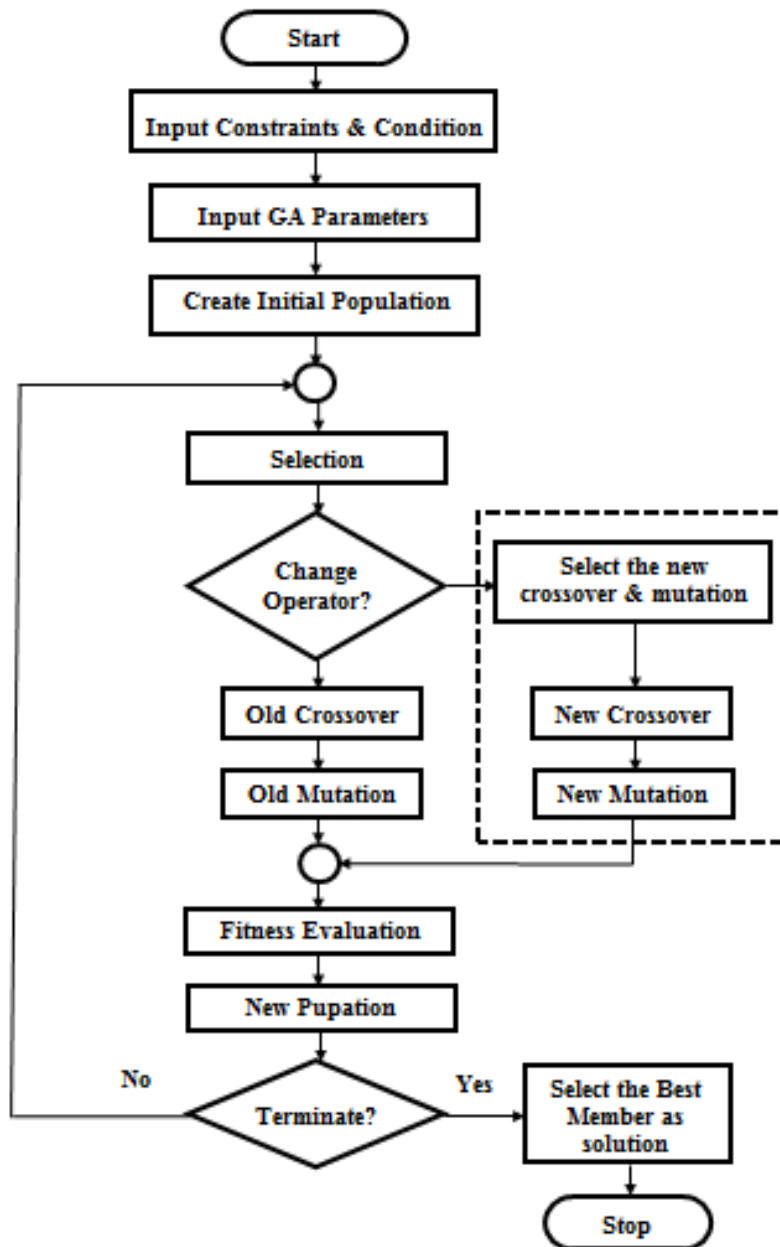 Start
Input Constraints & Condition
Input GA Parameters
Create Initial Population
Selection
Change
Operator?
Select the new
crossover & mutation
Old Crossover
New Crossover
Old Mutation
New Mutation
Fitness Evaluation
New Pupation
No
Yes
Terminate?
Select the Best
Member as
solution
Stop